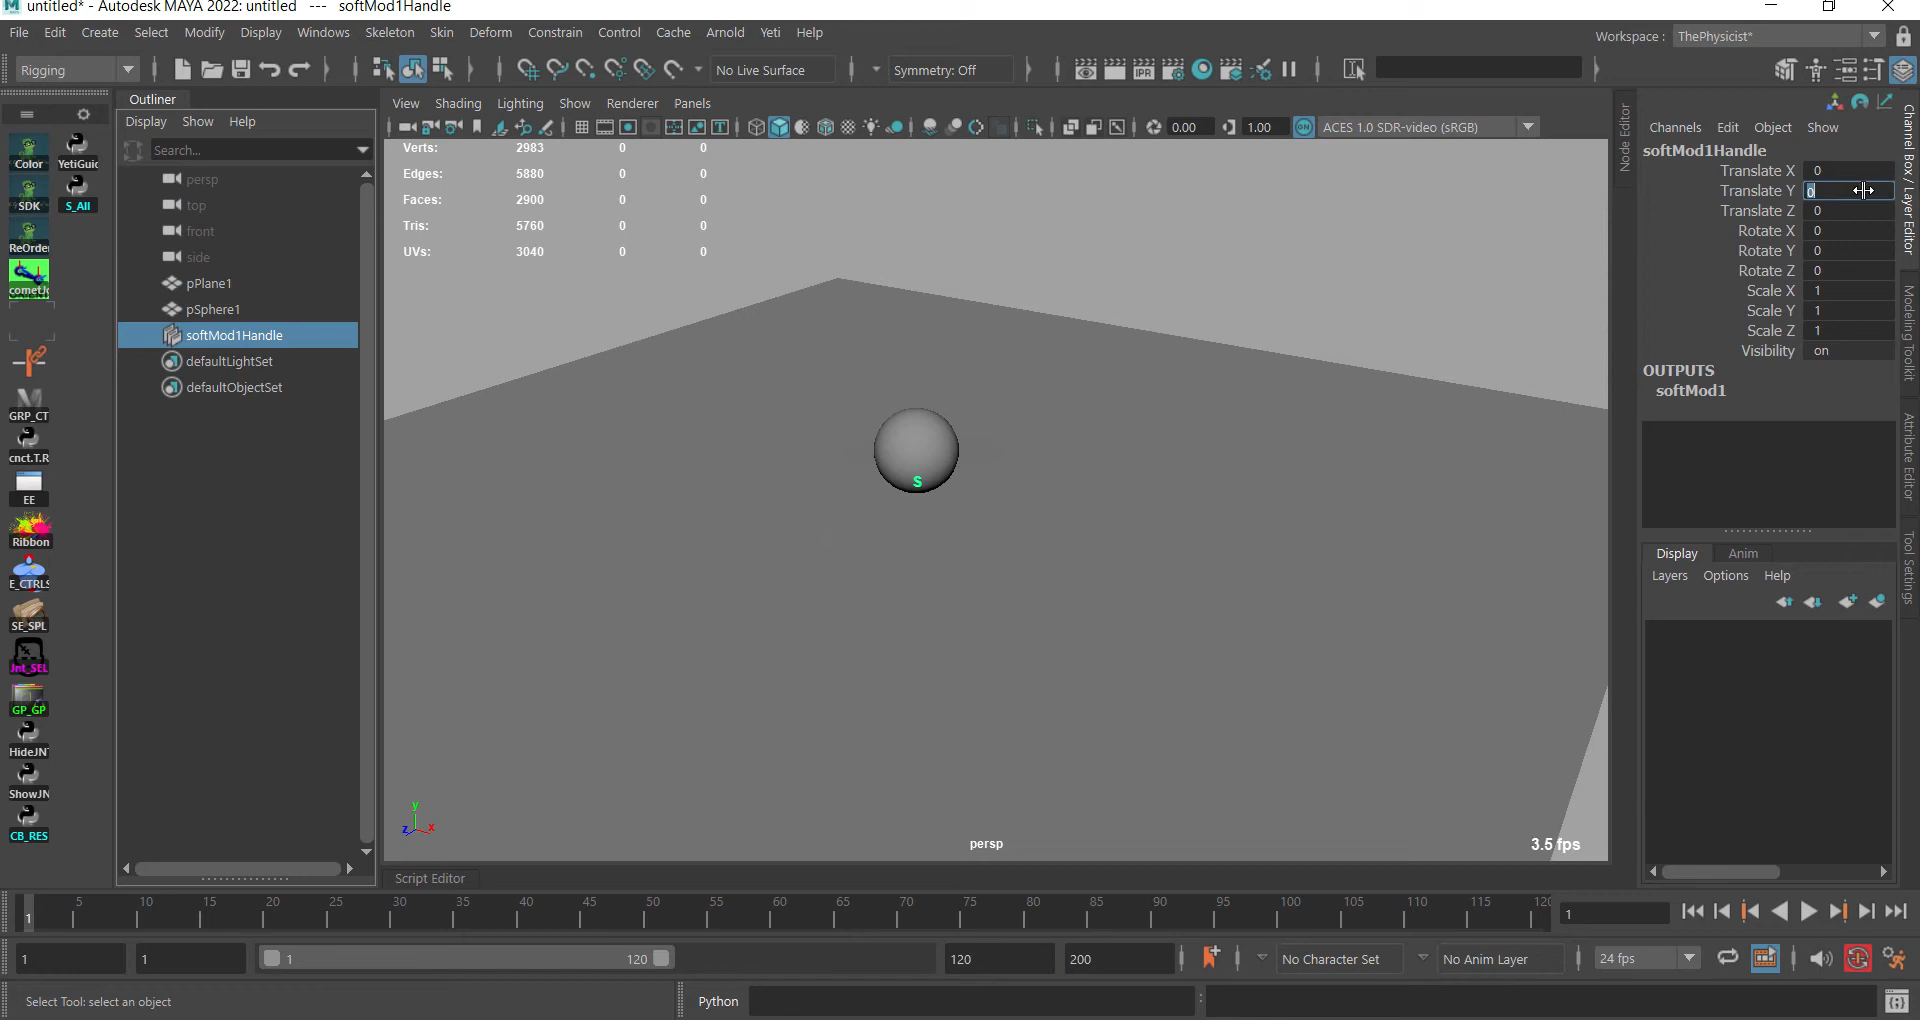 untitled* - Autodesk MAYA 2022: untitled   ---   softMod1Handle
File Edit Create Select Modify Display Windows Skeleton Skin Deform Constrain Control Cache Arnold Yeti Help
Workspace : ThePhysicist*
Rigging
No Live Surface
Symmetry: Off
Outliner
Display Show Help
Search...
persp
top
front
side
pPlane1
pSphere1
softMod1Handle
defaultLightSet
defaultObjectSet
Color
YetiGuid
SDK
S_All
ReOrde
cometJo
GRP_CT
cnct.T.R
EE
Ribbon
E_CTRLS
SE_SPL
Jnt_SEL
GP_GP
HideJN
ShowJN
CB_RES
View Shading Lighting Show Renderer Panels
0.00
1.00
ON
ACES 1.0 SDR-video (sRGB)
Verts: 2983 0 0
Edges: 5880 0 0
Faces: 2900 0 0
Tris: 5760 0 0
UVs: 3040 0 0
S
y
z x
persp
3.5 fps
Script Editor
Node Editor
Channels Edit Object Show
softMod1Handle
Translate X 0
Translate Y 0
Translate Z 0
Rotate X 0
Rotate Y 0
Rotate Z 0
Scale X 1
Scale Y 1
Scale Z 1
Visibility on
OUTPUTS
softMod1
Display Anim
Layers Options Help
Channel Box / Layer Editor
Modeling Toolkit
Attribute Editor
Tool Settings
1 5 10 15 20 25 30 35 40 45 50 55 60 65 70 75 80 85 90 95 100 105 110 115 120
1
1 1 1 120 120 200
No Character Set
No Anim Layer
24 fps
Select Tool: select an object
Python
IPR